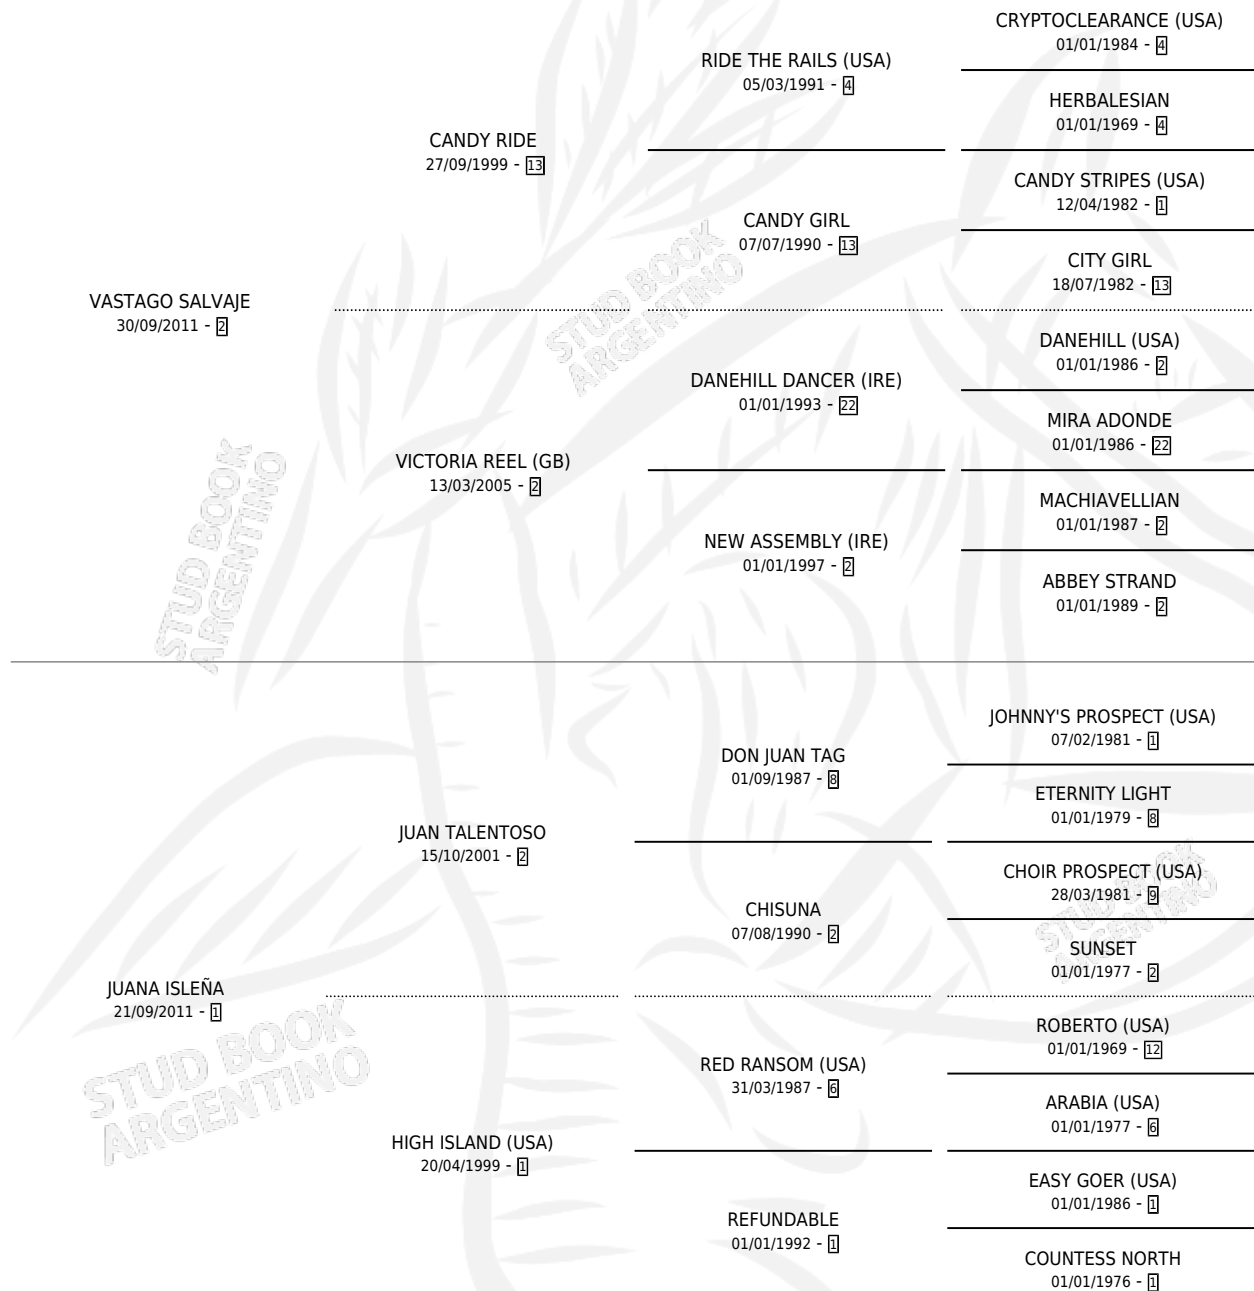 CRYPTOCLEARANCE (USA)
01/01/1984 - 4
RIDE THE RAILS (USA)
05/03/1991 - 4
HERBALESIAN
01/01/1969 - 4
CANDY RIDE
27/09/1999 - 13
CANDY STRIPES (USA)
12/04/1982 - 1
CANDY GIRL
07/07/1990 - 13
CITY GIRL
18/07/1982 - 13
VASTAGO SALVAJE
30/09/2011 - 2
STUD BOOK
ARGENTINO
DANEHILL (USA)
01/01/1986 - 2
DANEHILL DANCER (IRE)
01/01/1993 - 22
MIRA ADONDE
01/01/1986 - 22
VICTORIA REEL (GB)
13/03/2005 - 2
MACHIAVELLIAN
01/01/1987 - 2
NEW ASSEMBLY (IRE)
01/01/1997 - 2
ABBEY STRAND
01/01/1989 - 2
STUD BOOK
ARGENTINO
JOHNNY'S PROSPECT (USA)
07/02/1981 - 1
DON JUAN TAG
01/09/1987 - 8
ETERNITY LIGHT
01/01/1979 - 8
JUAN TALENTOSO
15/10/2001 - 2
CHOIR PROSPECT (USA)
28/03/1981 - 9
STUD BOOK
ARGENTINO
CHISUNA
07/08/1990 - 2
SUNSET
01/01/1977 - 2
JUANA ISLEÑA
21/09/2011 - 1
STUD BOOK
ARGENTINO
ROBERTO (USA)
01/01/1969 - 12
RED RANSOM (USA)
31/03/1987 - 6
ARABIA (USA)
01/01/1977 - 6
HIGH ISLAND (USA)
20/04/1999 - 1
EASY GOER (USA)
01/01/1986 - 1
REFUNDABLE
01/01/1992 - 1
COUNTESS NORTH
01/01/1976 - 1